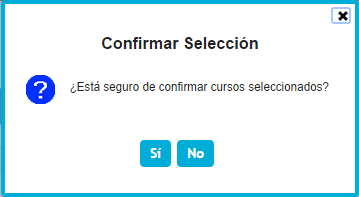 Confirmar Selección
¿Está seguro de confirmar cursos seleccionados?
Sí No